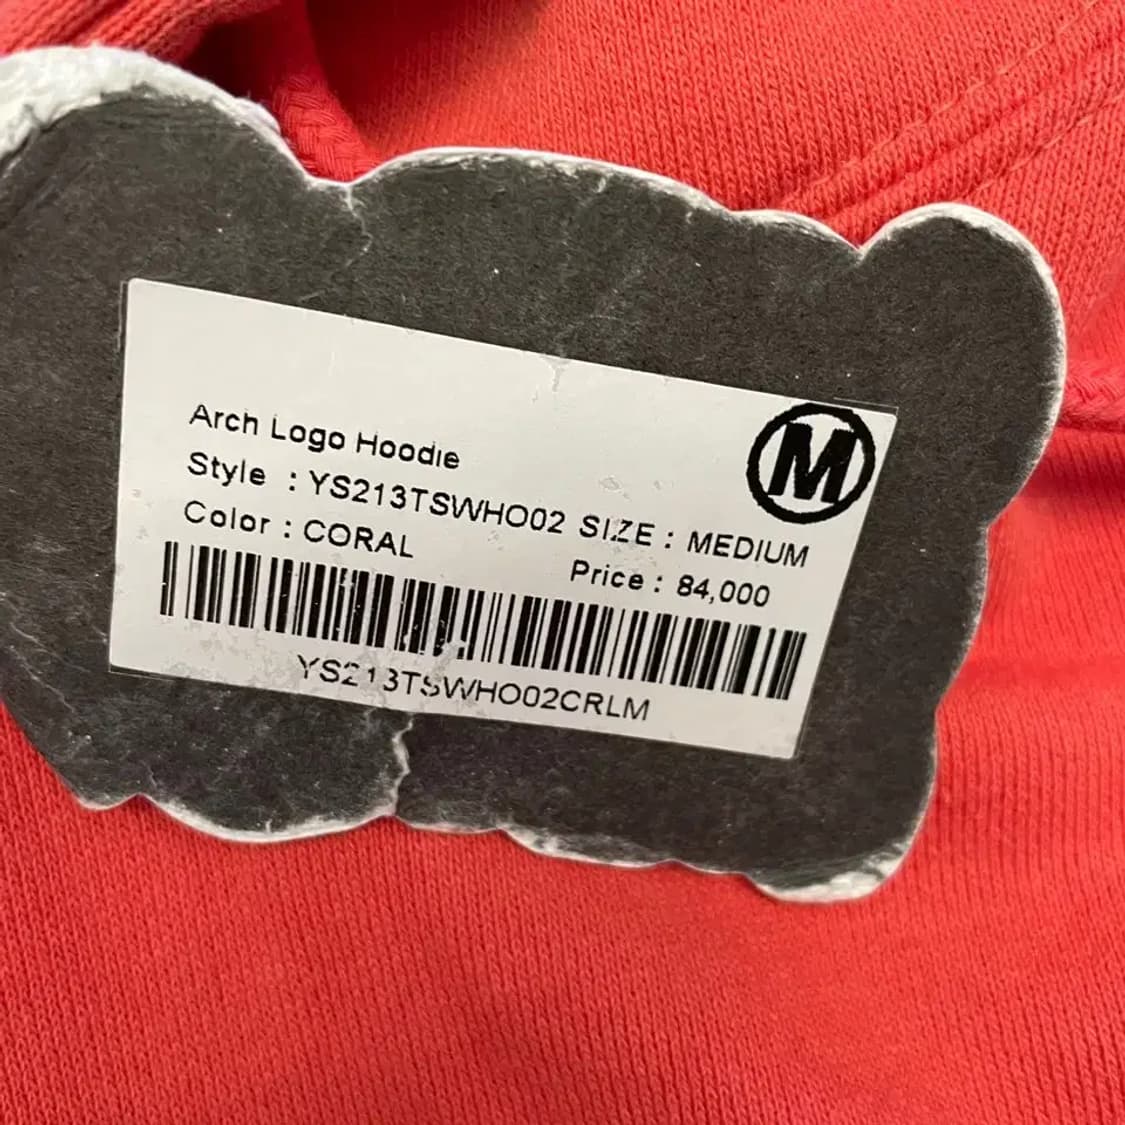 Arch Logo Hoodie
M
Style : YS213TSWHO02 SIZE : MEDIUM
Color : CORAL
Price : 84,000
YS213TSWHO02CRLM